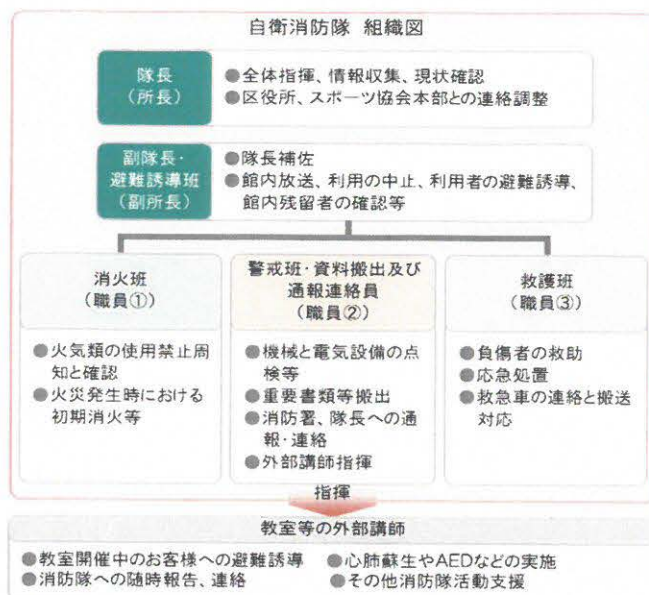 自衛消防隊 組織図
隊長
(所長)
●全体指揮、情報収集、現状確認
●区役所、スポーツ協会本部との連絡調整
副隊長・
避難誘導班
(副所長)
●隊長補佐
●館内放送、利用の中止、利用者の避難誘導、
館内残留者の確認等
消火班
(職員①)
●火気類の使用禁止周
知と確認
●火災発生時における
初期消火等
警戒班・資料搬出及び
通報連絡員
(職員②)
●機械と電気設備の点
検等
●重要書類等搬出
●消防署、隊長への通
報・連絡
●外部講師指揮
救護班
(職員③)
●負傷者の救助
●応急処置
●救急車の連絡と搬送
対応
指揮
教室等の外部講師
●教室開催中のお客様への避難誘導
●消防隊への随時報告、連絡
●心肺蘇生やAEDなどの実施
●その他消防隊活動支援